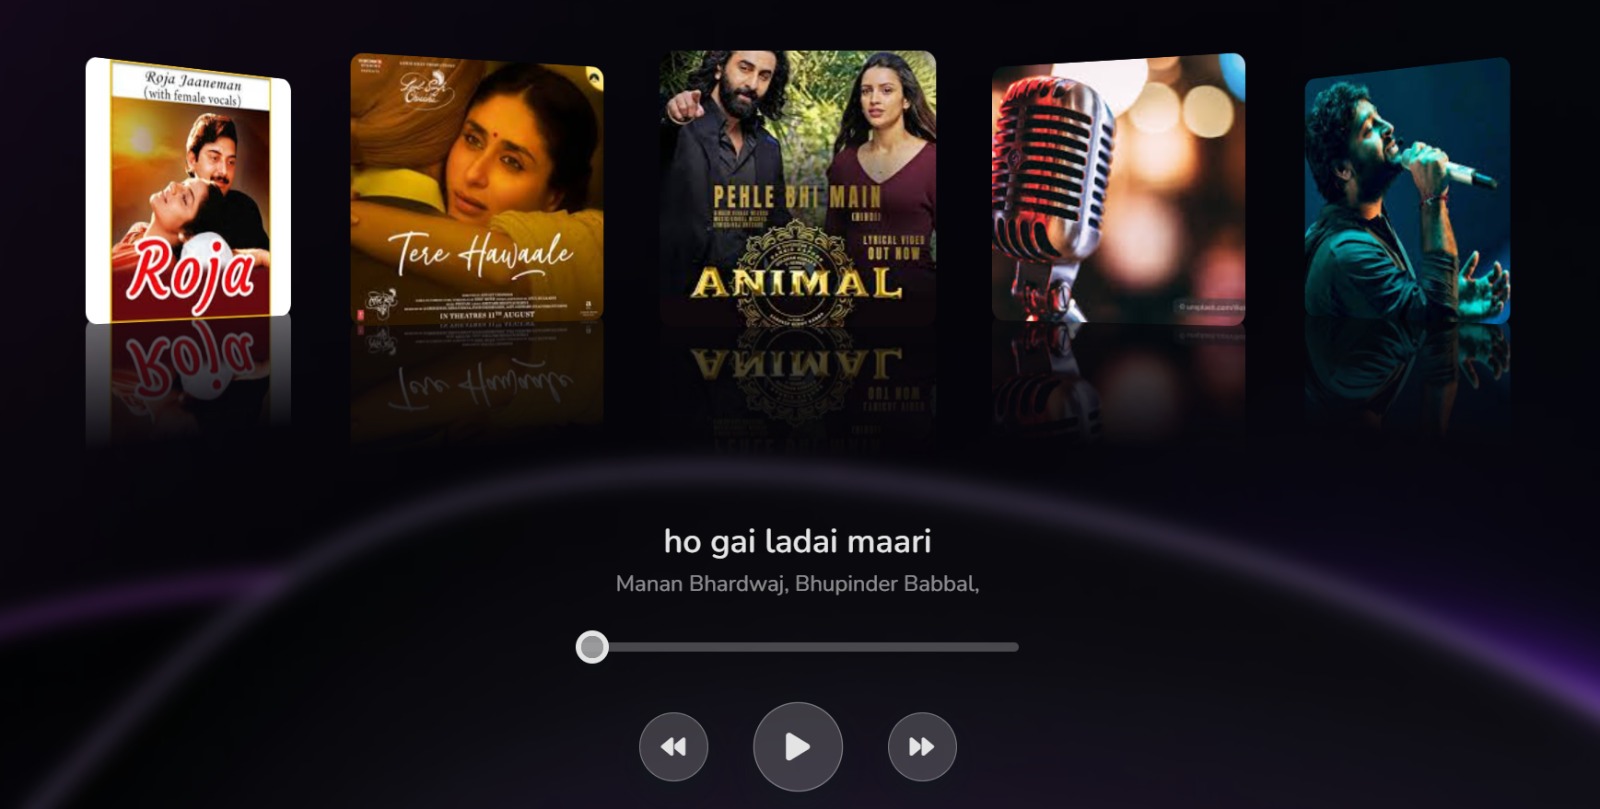 Roja Jaaneman
(with female vocals)
Roja
Tere Hawaale
IN THEATRES 11TH AUGUST
PEHLE BHI MAIN
(HINDI)
LYRICAL VIDEO
OUT NOW
ANIMAL
ho gai ladai maari
Manan Bhardwaj, Bhupinder Babbal,